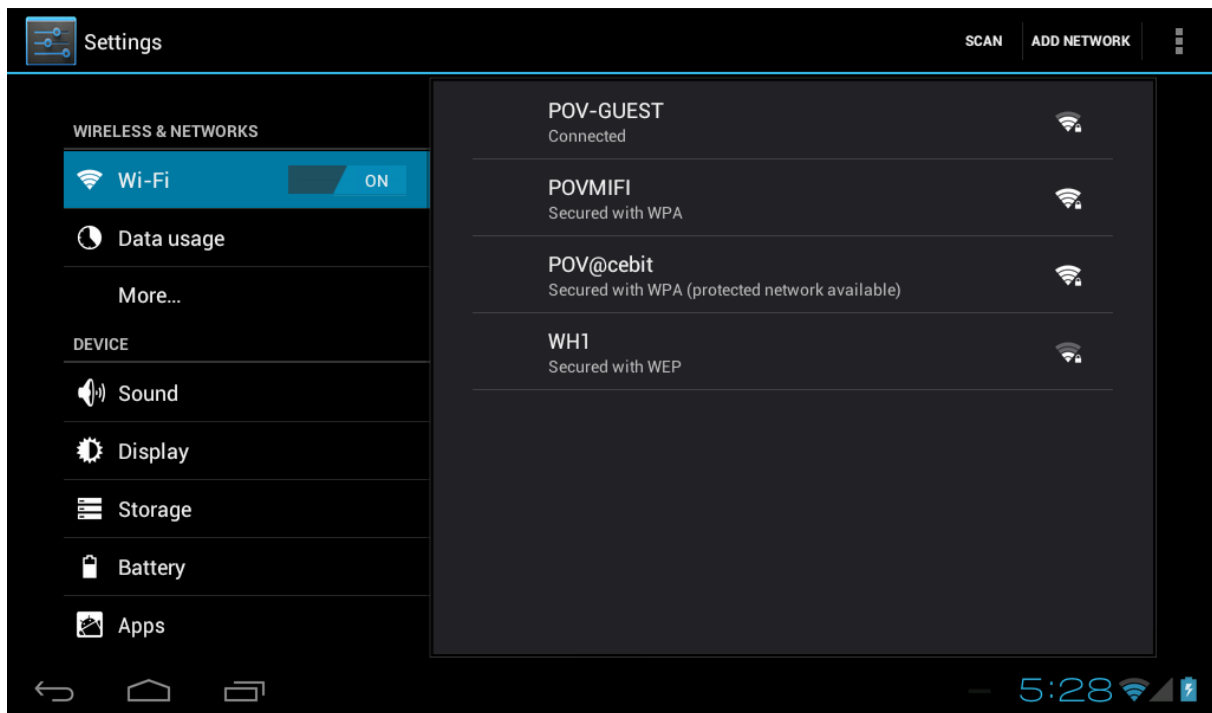 Settings
SCAN
ADD NETWORK
WIRELESS & NETWORKS
Wi-Fi
ON
Data usage
More...
DEVICE
Sound
Display
Storage
Battery
Apps
POV-GUEST
Connected
POVMIFI
Secured with WPA
POV@cebit
Secured with WPA (protected network available)
WH1
Secured with WEP
5:28